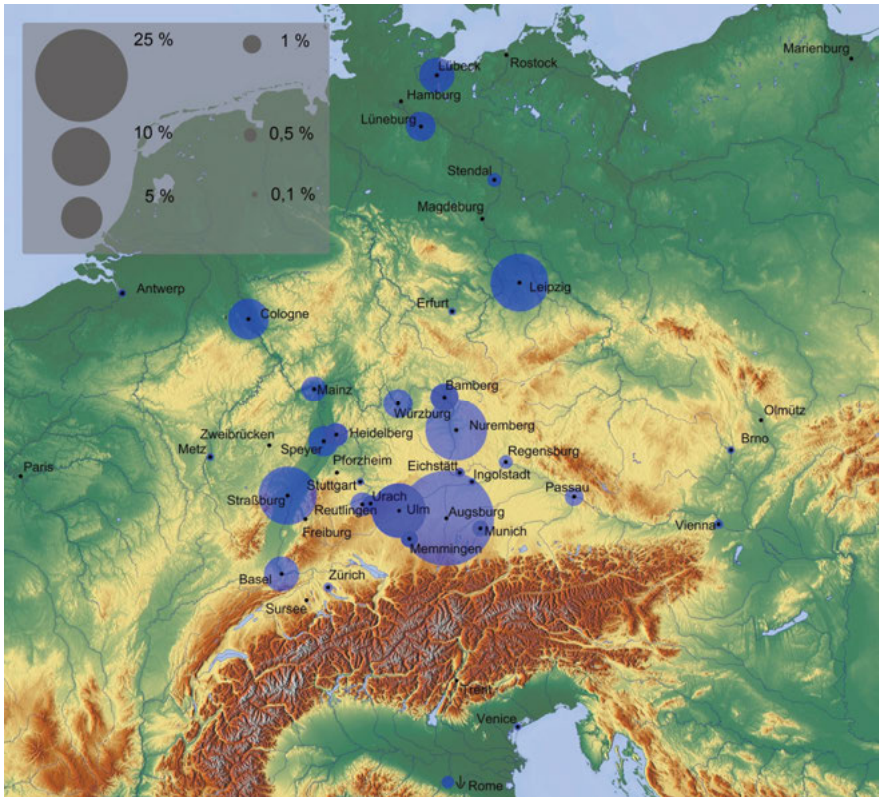 25 %
1 %
10 %
0,5 %
5 %
0,1 %
Marienburg
Rostock
Lübeck
Hamburg
Lüneburg
Stendal
Magdeburg
Antwerp
Leipzig
Erfurt
Cologne
Mainz
Bamberg
Würzburg
Olmütz
Nuremberg
Zweibrücken
Heidelberg
Speyer
Metz
Brno
Regensburg
Paris
Pforzheim
Eichstätt
Ingolstadt
Stuttgart
Passau
Straßburg
Urach
Reutlingen
Ulm
Augsburg
Freiburg
Munich
Vienna
Memmingen
Basel
Zürich
Sursee
Trent
Venice
↓ Rome